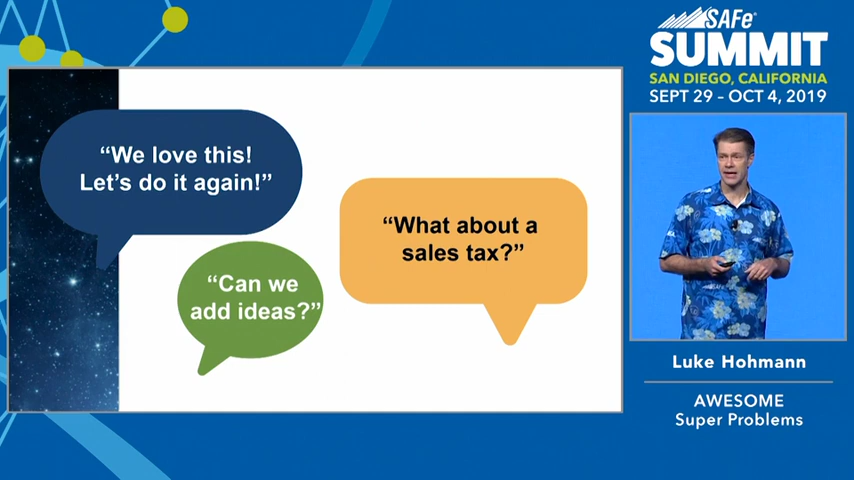 SAFe®
SUMMIT
SAN DIEGO, CALIFORNIA
SEPT 29 – OCT 4, 2019
“We love this!
Let’s do it again!”
“What about a
sales tax?”
“Can we
add ideas?”
Luke Hohmann
AWESOME
Super Problems